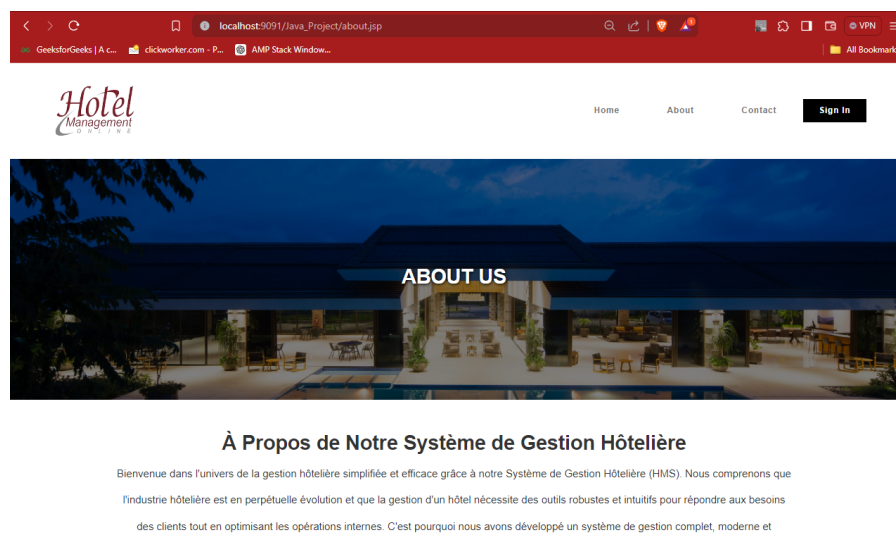 localhost:9091/Java_Project/about.jsp
VPN
GeeksforGeeks | A c...
clickworker.com - P...
AMP Stack Window...
All Bookmark
Hotel
Management
ONLINE
Home
About
Contact
Sign In
ABOUT US
À Propos de Notre Système de Gestion Hôtelière
Bienvenue dans l'univers de la gestion hôtelière simplifiée et efficace grâce à notre Système de Gestion Hôtelière (HMS). Nous comprenons que
l'industrie hôtelière est en perpétuelle évolution et que la gestion d'un hôtel nécessite des outils robustes et intuitifs pour répondre aux besoins
des clients tout en optimisant les opérations internes. C'est pourquoi nous avons développé un système de gestion complet, moderne et